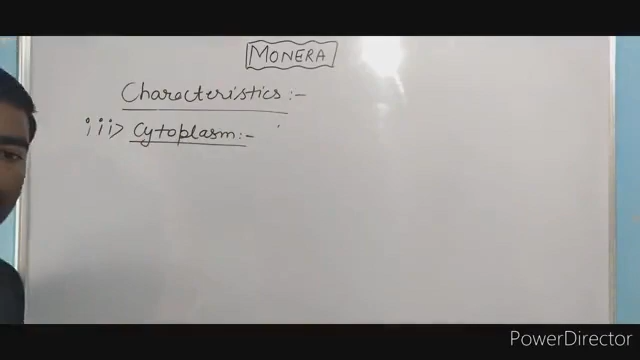 MONERA
Characteristics :-
iii> Cytoplasm :-
PowerDirector